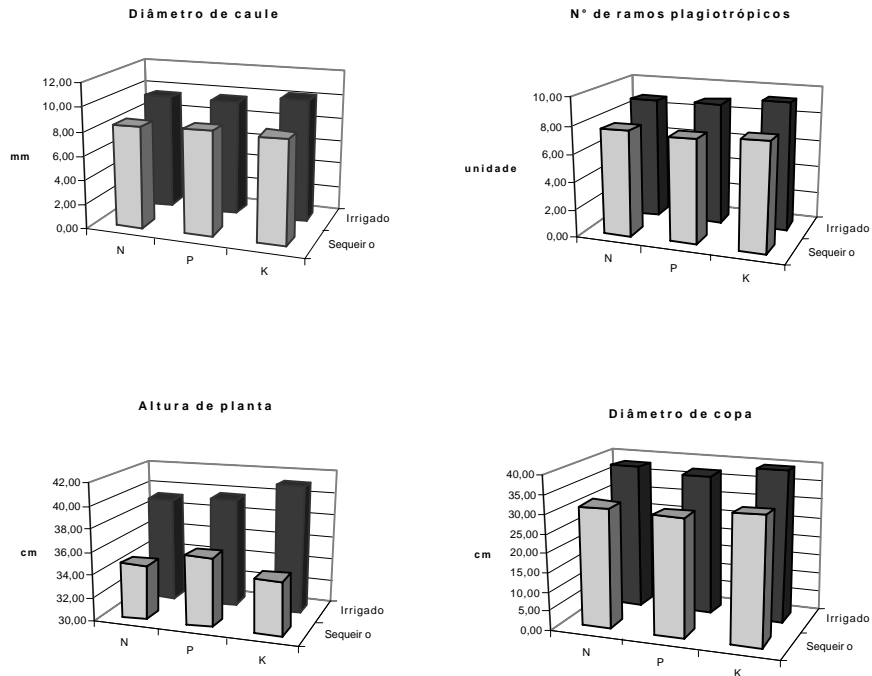 Diâmetro de caule
12,00
10,00
8,00
6,00
4,00
2,00
0,00
mm
N
P
K
Irrigado
Sequeir o
N° de ramos plagiotrópicos
10,00
8,00
6,00
4,00
2,00
0,00
unidade
N
P
K
Irrigado
Sequeir o
Altura de planta
42,00
40,00
38,00
36,00
34,00
32,00
30,00
cm
N
P
K
Irrigado
Sequeir o
Diâmetro de copa
40,00
35,00
30,00
25,00
20,00
15,00
10,00
5,00
0,00
cm
N
P
K
Irrigado
Sequeir o